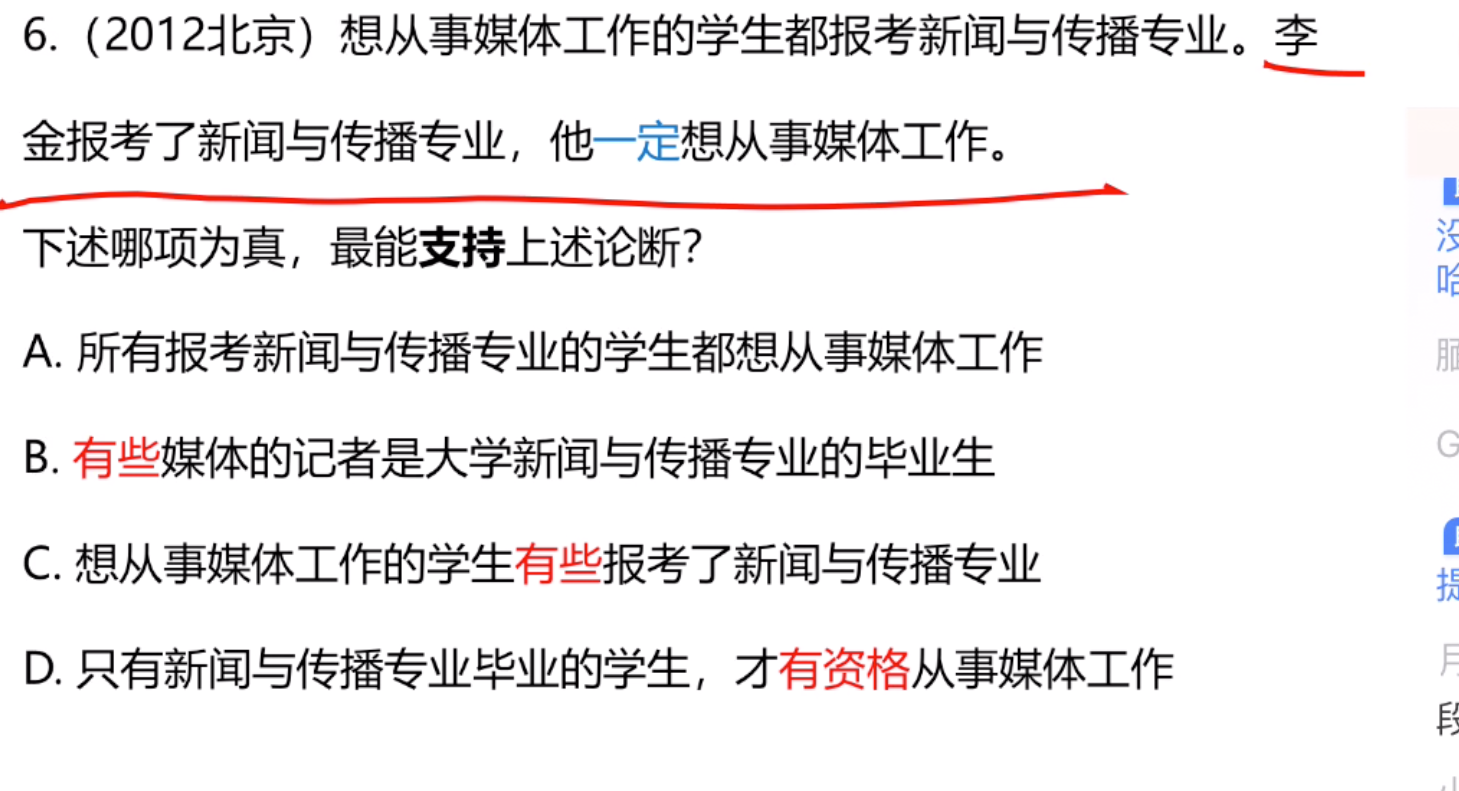 6.（2012北京）想从事媒体工作的学生都报考新闻与传播专业。李
金报考了新闻与传播专业，他一定想从事媒体工作。
下述哪项为真，最能支持上述论断？
A. 所有报考新闻与传播专业的学生都想从事媒体工作
B. 有些媒体的记者是大学新闻与传播专业的毕业生
C. 想从事媒体工作的学生有些报考了新闻与传播专业
D. 只有新闻与传播专业毕业的学生，才有资格从事媒体工作
没
哈
G
提
段